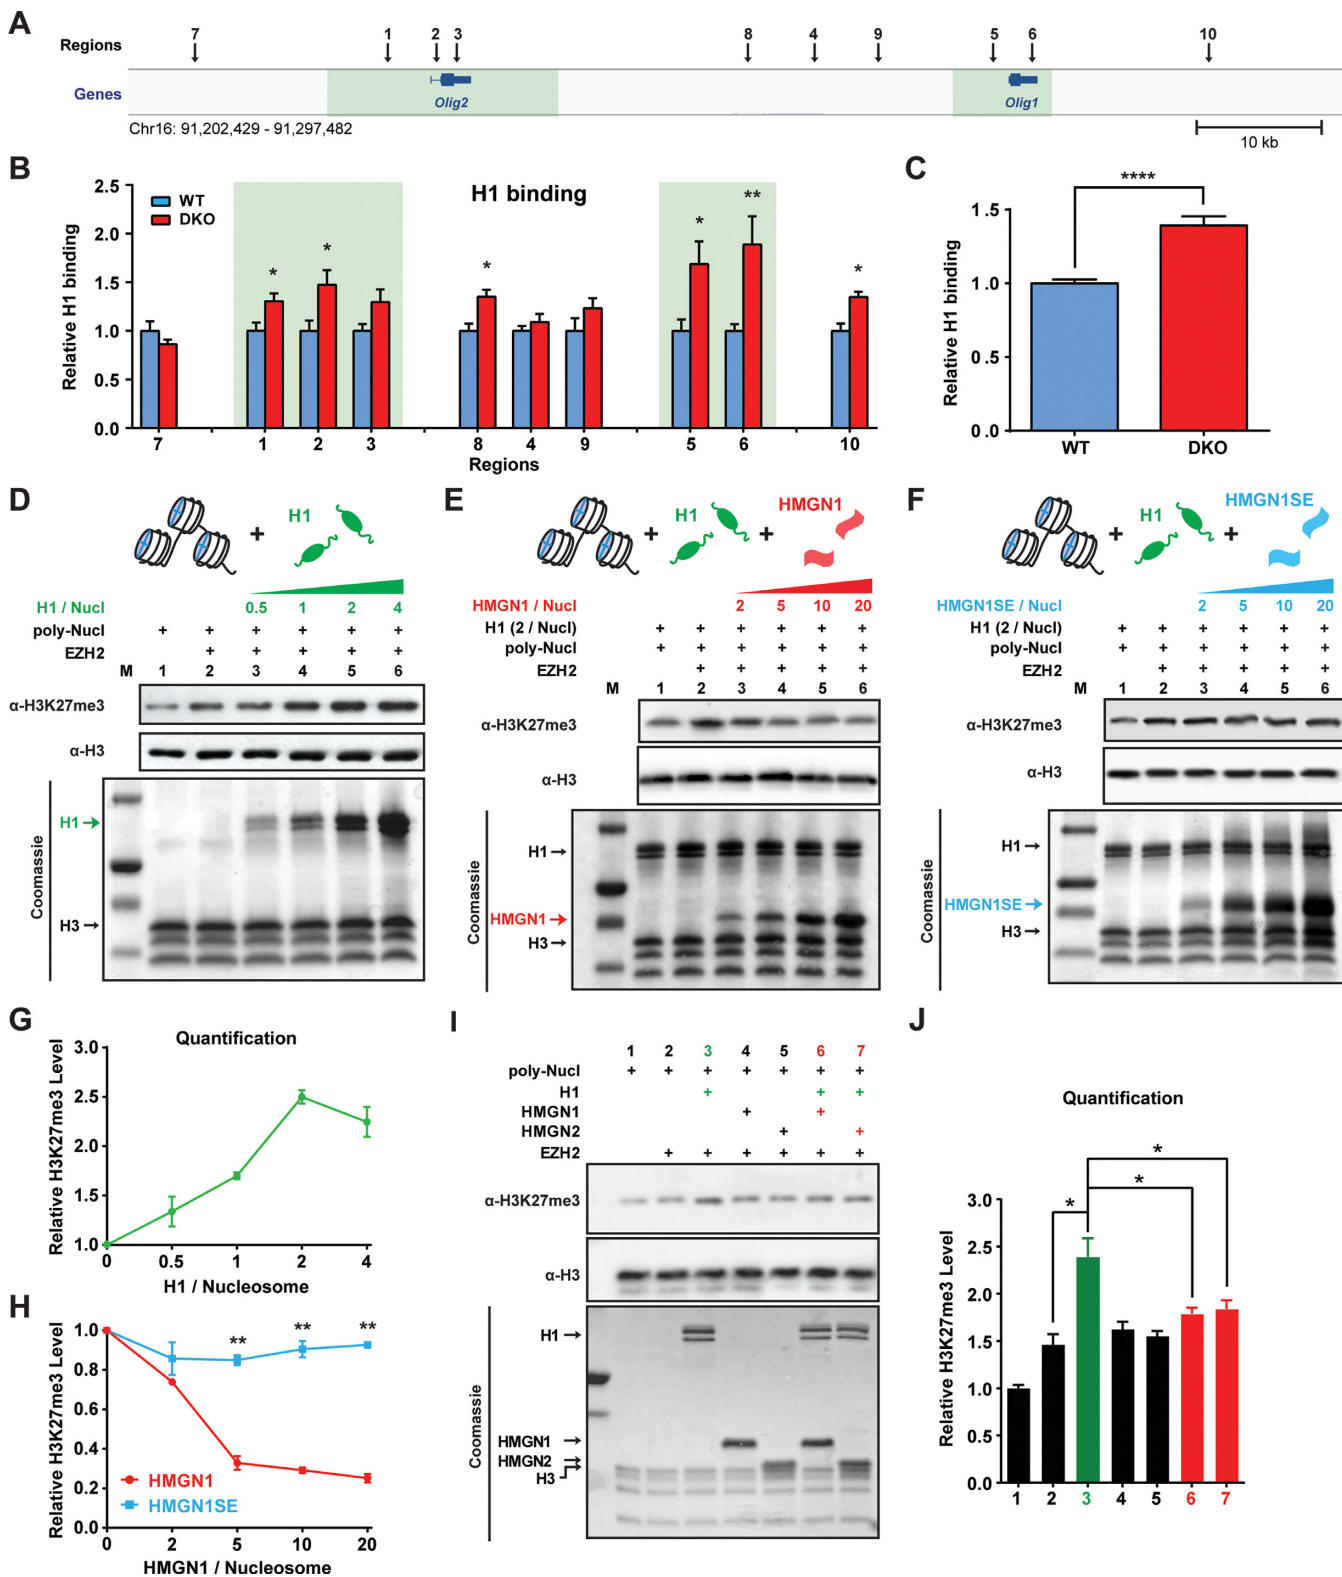 A
Regions
7 1 2 3 8 4 9 5 6 10
Genes
Olig2 Olig1
Chr16: 91,202,429 - 91,297,482
10 kb
B
H1 binding
WT
DKO
Relative H1 binding
2.5
2.0
1.5
1.0
0.5
0.0
* * * * ** *
7 1 2 3 8 4 9 5 6 10
Regions
C
****
Relative H1 binding
1.5
1.0
0.5
0.0
WT DKO
D
+ H1
H1 / Nucl 0.5 1 2 4
poly-Nucl + + + + + +
EZH2 + + + + +
M 1 2 3 4 5 6
α-H3K27me3
α-H3
Coomassie
H1
H3
E
+ H1 + HMGN1
HMGN1 / Nucl 2 5 10 20
H1 (2 / Nucl) + + + + + +
poly-Nucl + + + + + +
EZH2 + + + + +
M 1 2 3 4 5 6
α-H3K27me3
α-H3
Coomassie
H1
HMGN1
H3
F
+ H1 + HMGN1SE
HMGN1SE / Nucl 2 5 10 20
H1 (2 / Nucl) + + + + + +
poly-Nucl + + + + + +
EZH2 + + + + +
M 1 2 3 4 5 6
α-H3K27me3
α-H3
Coomassie
H1
HMGN1SE
H3
G
Quantification
Relative H3K27me3 Level
3.0
2.5
2.0
1.5
1.0
0 0.5 1 2 4
H1 / Nucleosome
H
Relative H3K27me3 Level
1.0
0.8
0.6
0.4
0.2
0.0
** ** **
HMGN1
HMGN1SE
0 2 5 10 20
HMGN1 / Nucleosome
I
1 2 3 4 5 6 7
poly-Nucl + + + + + + +
H1 + + +
HMGN1 + +
HMGN2 + +
EZH2 + + + + + +
α-H3K27me3
α-H3
Coomassie
H1
HMGN1
HMGN2
H3
J
Quantification
* * *
Relative H3K27me3 Level
3.0
2.5
2.0
1.5
1.0
0.5
0.0
1 2 3 4 5 6 7